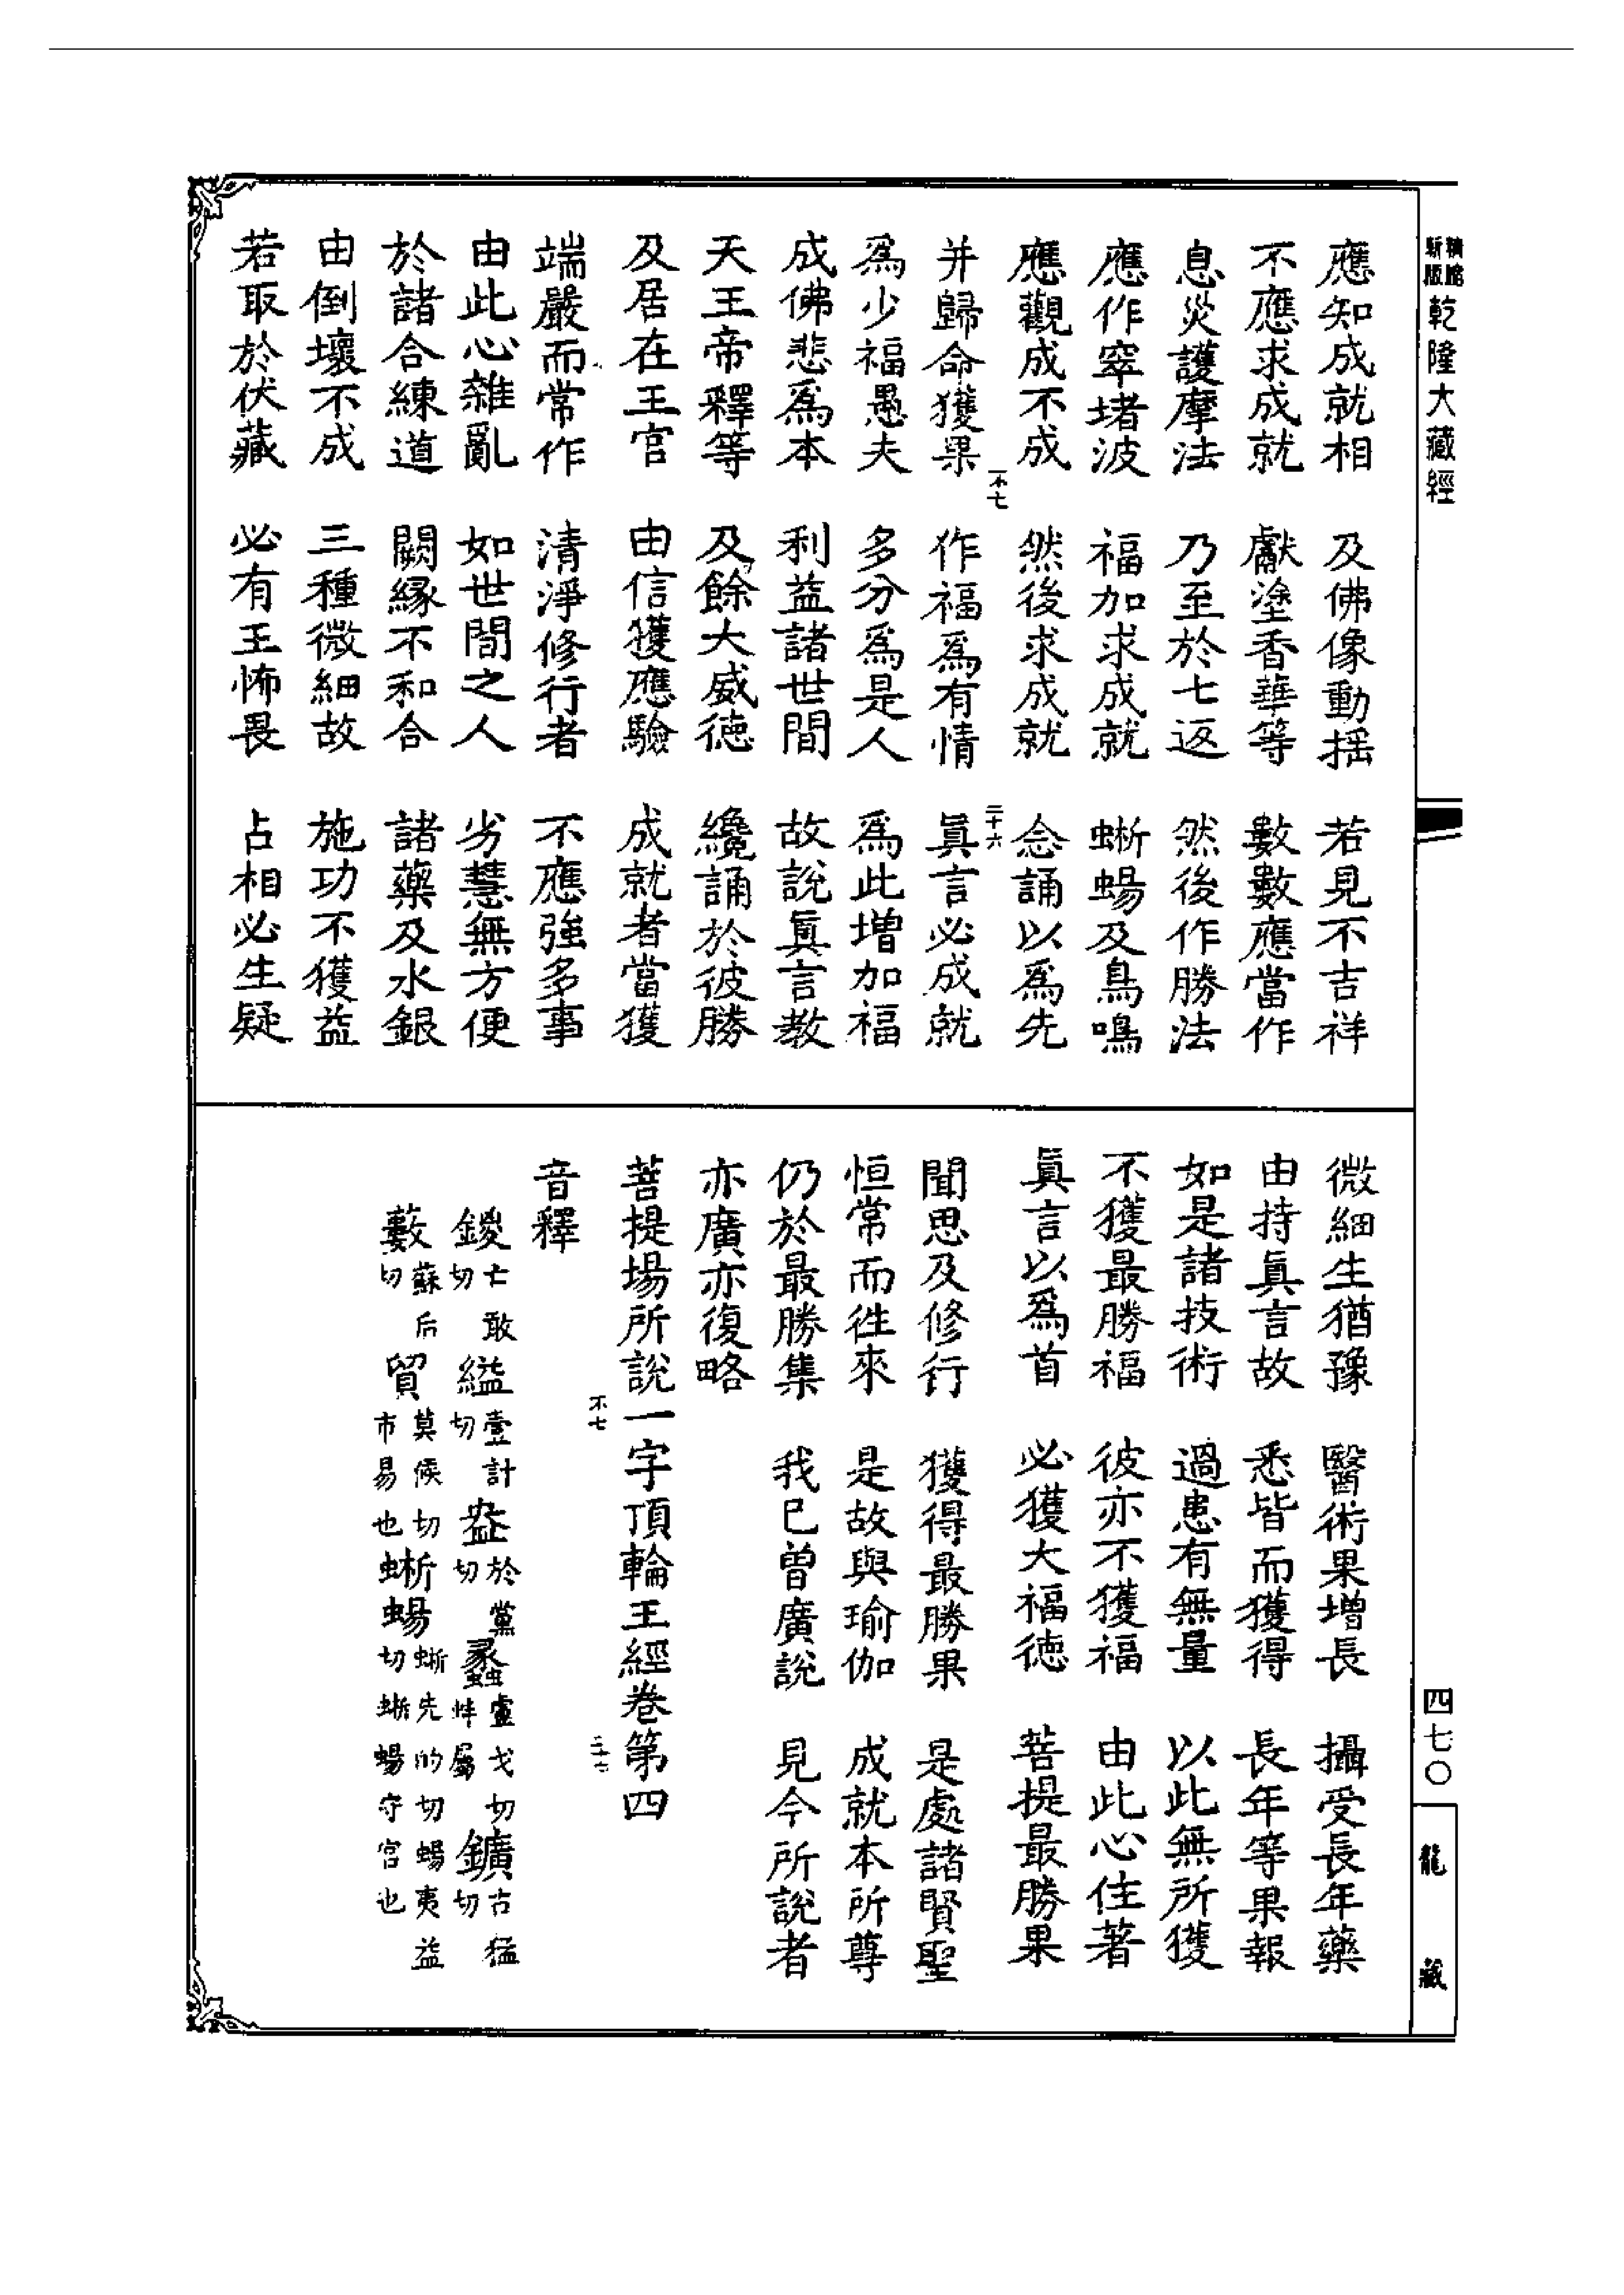 精縮新版乾隆大藏經
應知成就相　及佛像動揺　若見不吉祥
不應求成就　獻塗香華等　數數應當作
息災護摩法　乃至於七返　然後作勝法
應作窣堵波　福加求成就　蜥蜴及鳥鳴
應觀成不成　然後求成就　念誦以爲先
不七　二十六
并歸命獲果　作福爲有情　眞言必成就
爲少福愚夫　多分爲是人　爲此增加福
成佛悲爲本　利益諸世間　故說眞言教
天王帝釋等　及餘大威德　纔誦於彼勝
及居在王宮　由信獲應驗　成就者當獲
端嚴而常作　清淨修行者　不應強多事
由此心雜亂　如世間之人　劣慧無方便
於諸合練道　闕緣不和合　諸藥及水銀
由倒壞不成　三種微細故　施功不獲益
若取於伏藏　必有王怖畏　占相必生疑
微細生猶豫　醫術果增長　攝受長年藥
由持眞言故　悉皆而獲得　長年等果報
如是諸技術　過患有無量　以此無所獲
不獲最勝福　彼亦不獲福　由此心住著
眞言以爲首　必獲大福德　菩提最勝果
聞思及修行　獲得最勝果　是處諸賢聖
恒常而徃來　是故與瑜伽　成就本所尊
仍於最勝集　我已曾廣說　見今所說者
亦廣亦復略
菩提場所說一字頂輪王經卷第四
不七　二十七
音釋
鋄亡敢切　縊壹計切　盎於黨切　蠡盧戈切蚌屬　鑛古猛切
藪蘇后切　貿莫候切市易也　蜥蜴蜥先的切蜴夷益切蜥蜴守宮也
四七〇
龍藏